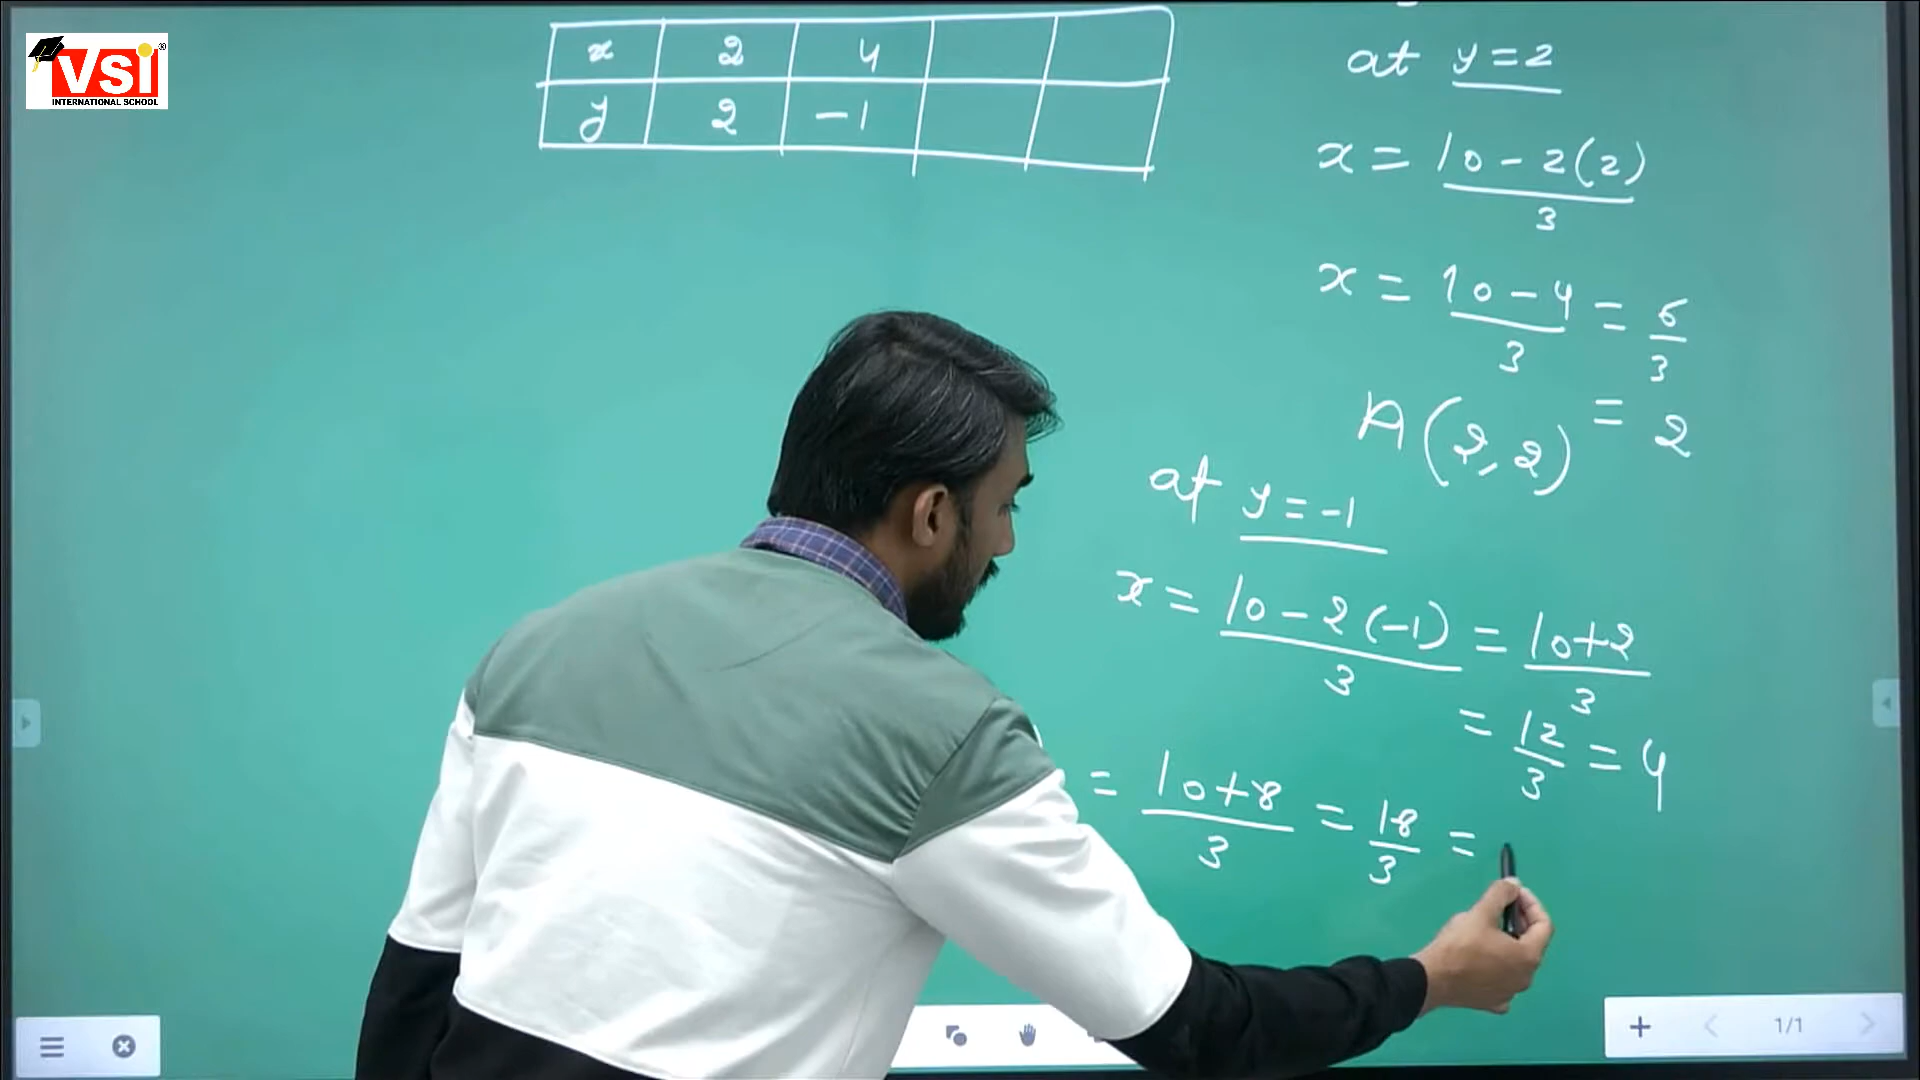 VSI
INTERNATIONAL SCHOOL
x 2 4
y 2 -1
at y = 2
x = 10 - 2(2) / 3
x = 10 - 4 / 3 = 6 / 3
= 2
A(2, 2)
at y = -1
x = 10 - 2(-1) / 3 = 10 + 2 / 3
= 12 / 3 = 4
= 10 + 8 / 3 = 18 / 3 =
1/1